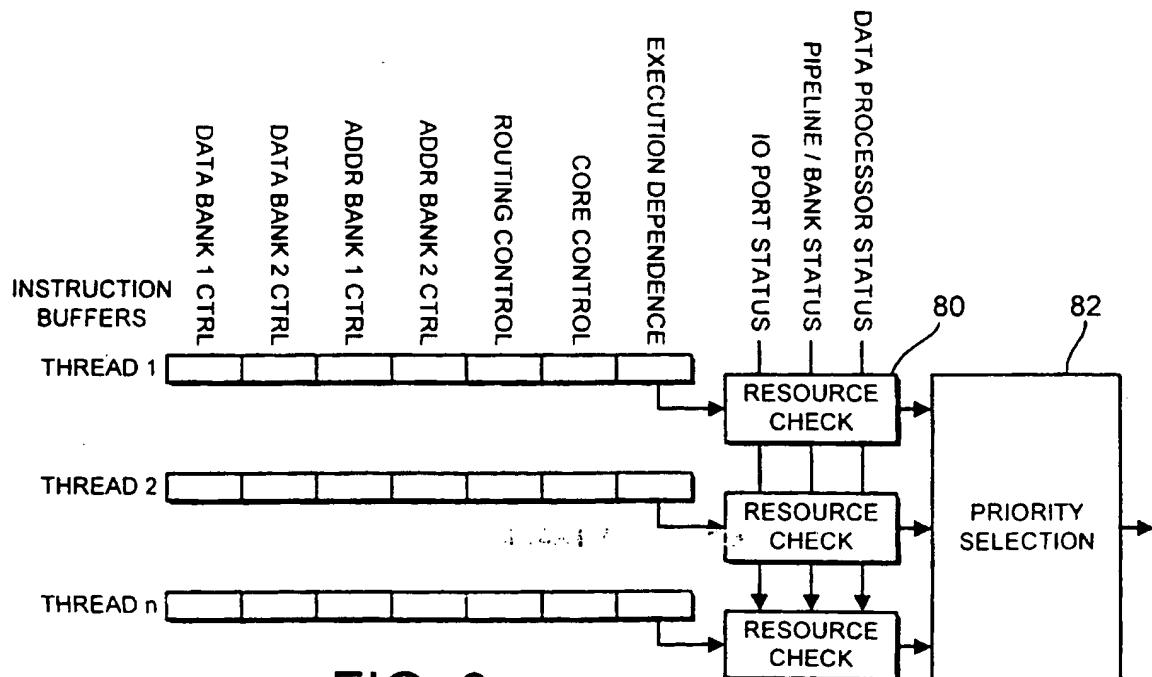 DATA BANK 1 CTRL
DATA BANK 2 CTRL
ADDR BANK 1 CTRL
ADDR BANK 2 CTRL
ROUTING CONTROL
CORE CONTROL
EXECUTION DEPENDENCE
IO PORT STATUS
PIPELINE / BANK STATUS
DATA PROCESSOR STATUS
INSTRUCTION
BUFFERS
THREAD 1
THREAD 2
THREAD n
80
82
RESOURCE
CHECK
RESOURCE
CHECK
RESOURCE
CHECK
PRIORITY
SELECTION